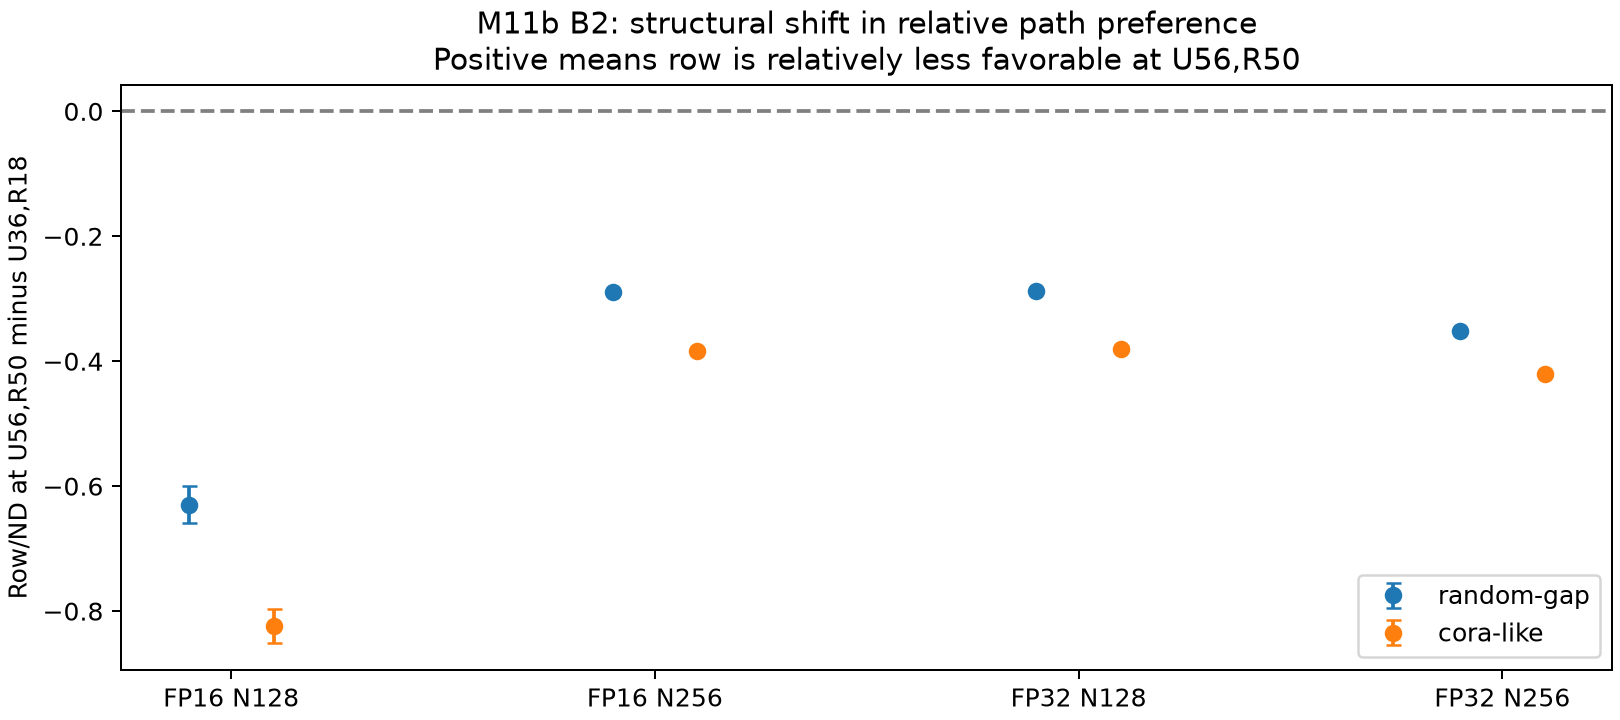 M11b B2: structural shift in relative path preference
Positive means row is relatively less favorable at U56,R50
Row/ND at U56,R50 minus U36,R18
0.0
−0.2
−0.4
−0.6
−0.8
random-gap
cora-like
FP16 N128
FP16 N256
FP32 N128
FP32 N256